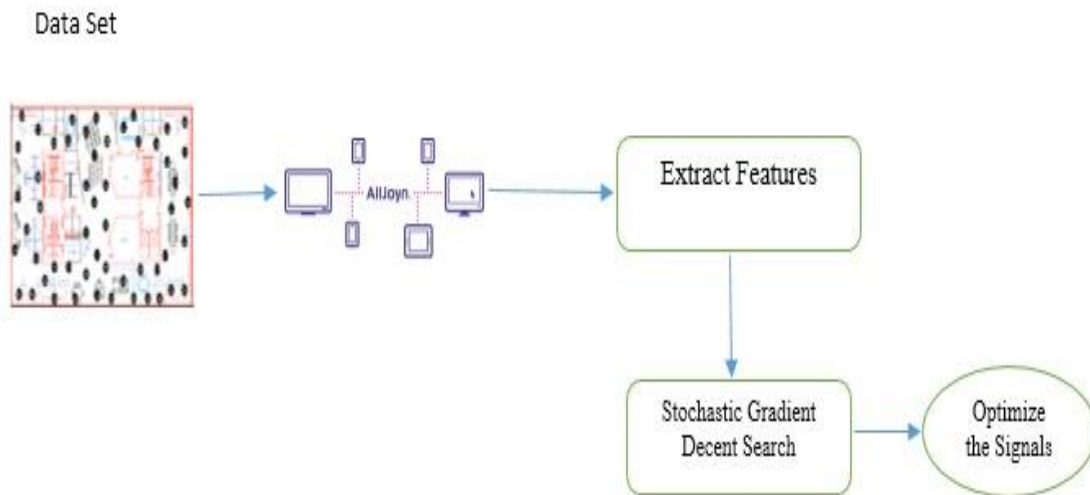 Data Set
AllJoyn
Extract Features
Stochastic Gradient
Decent Search
Optimize
the Signals